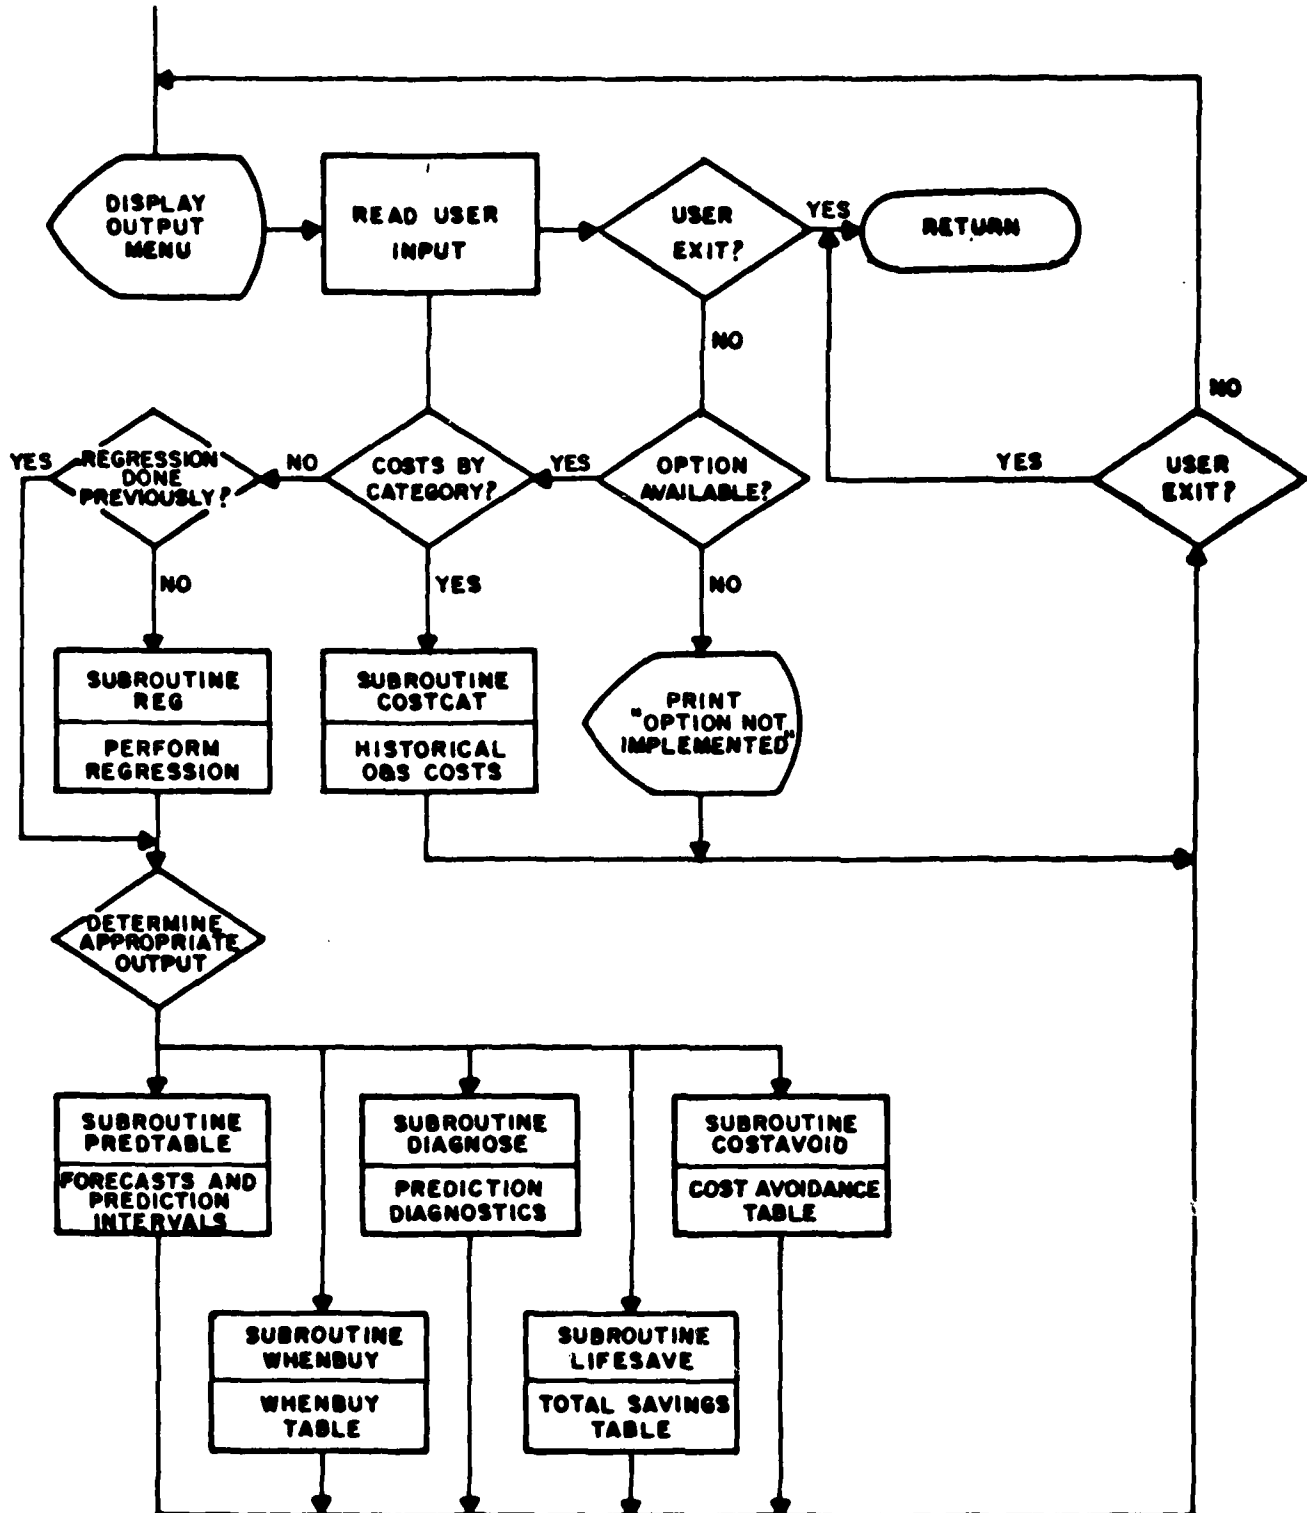 DISPLAY
OUTPUT
MENU
READ USER
INPUT
USER
EXIT?
YES
RETURN
NO
NO
YES
REGRESSION
DONE
PREVIOUSLY?
NO
COSTS BY
CATEGORY?
YES
OPTION
AVAILABLE?
YES
USER
EXIT?
NO
YES
NO
SUBROUTINE
REG
PERFORM
REGRESSION
SUBROUTINE
COSTCAT
HISTORICAL
O&S COSTS
PRINT
"OPTION NOT
IMPLEMENTED"
DETERMINE
APPROPRIATE
OUTPUT
SUBROUTINE
PREDTABLE
FORECASTS AND
PREDICTION
INTERVALS
SUBROUTINE
DIAGNOSE
PREDICTION
DIAGNOSTICS
SUBROUTINE
COSTAVOID
COST AVOIDANCE
TABLE
SUBROUTINE
WHENBUY
WHENBUY
TABLE
SUBROUTINE
LIFESAVE
TOTAL SAVINGS
TABLE